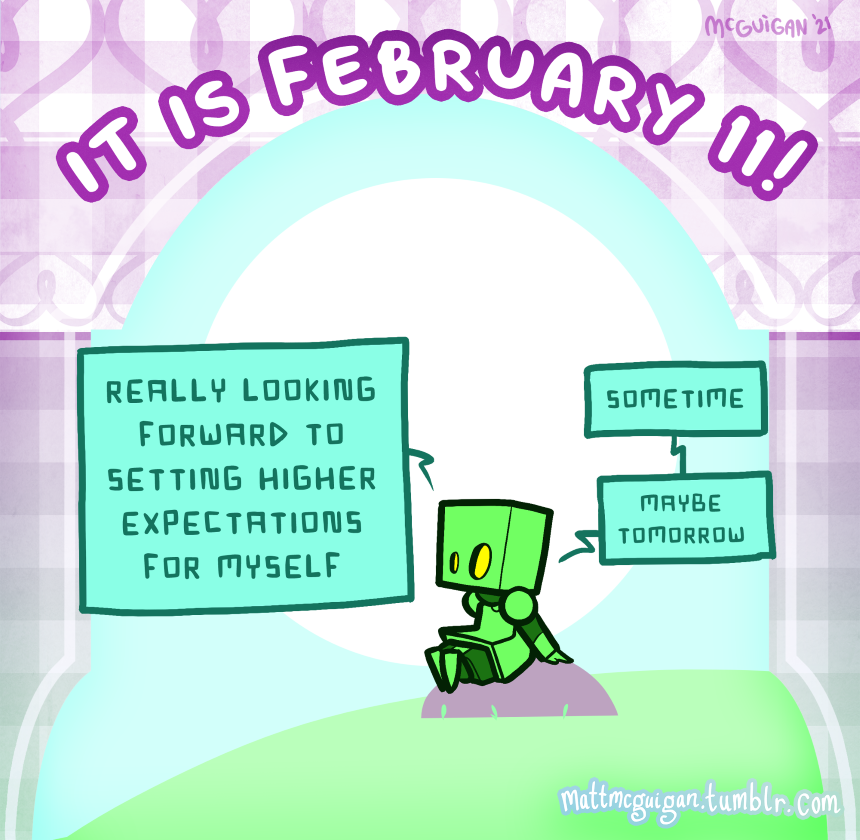 McGUiGAN '21
IT IS FEBRUARY 11!
REALLY LOOKING
FORWARD TO
SETTING HIGHER
EXPECTATIONS
FOR MYSELF
SOMETIME
MAYBE
TOMORROW
mattmcguigan.tumblr.com